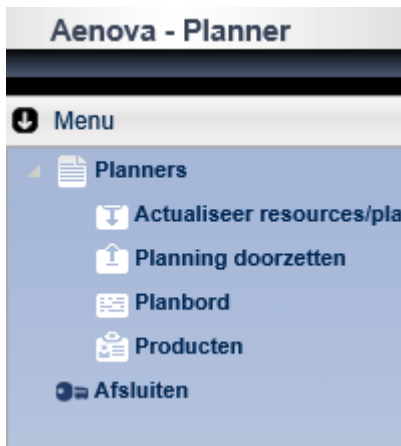 Aenova - Planner
Menu
Planners
Actualiseer resources/pla
Planning doorzetten
Planbord
Producten
Afsluiten